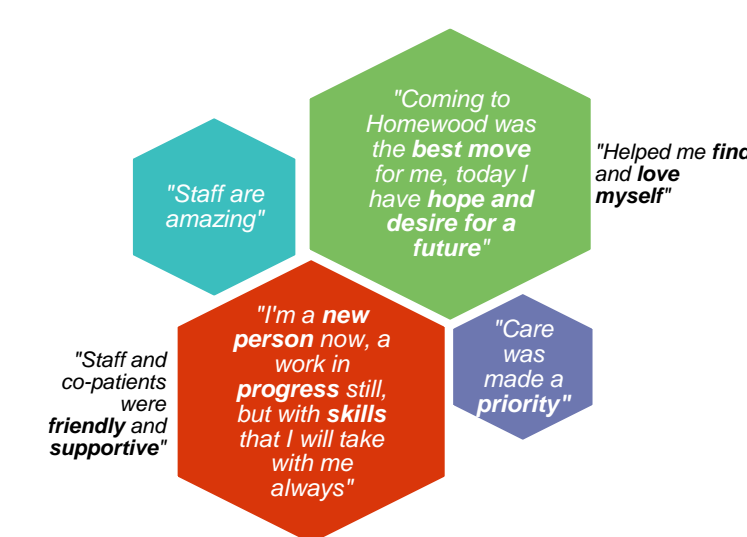 "Coming to
Homewood was
the best move
for me, today I
have hope and
desire for a
future"
"Staff are
amazing"
"Helped me find
and love
myself"
"I'm a new
person now, a
work in
progress still,
but with skills
that I will take
with me
always"
"Care
was
made a
priority"
"Staff and
co-patients
were
friendly and
supportive"